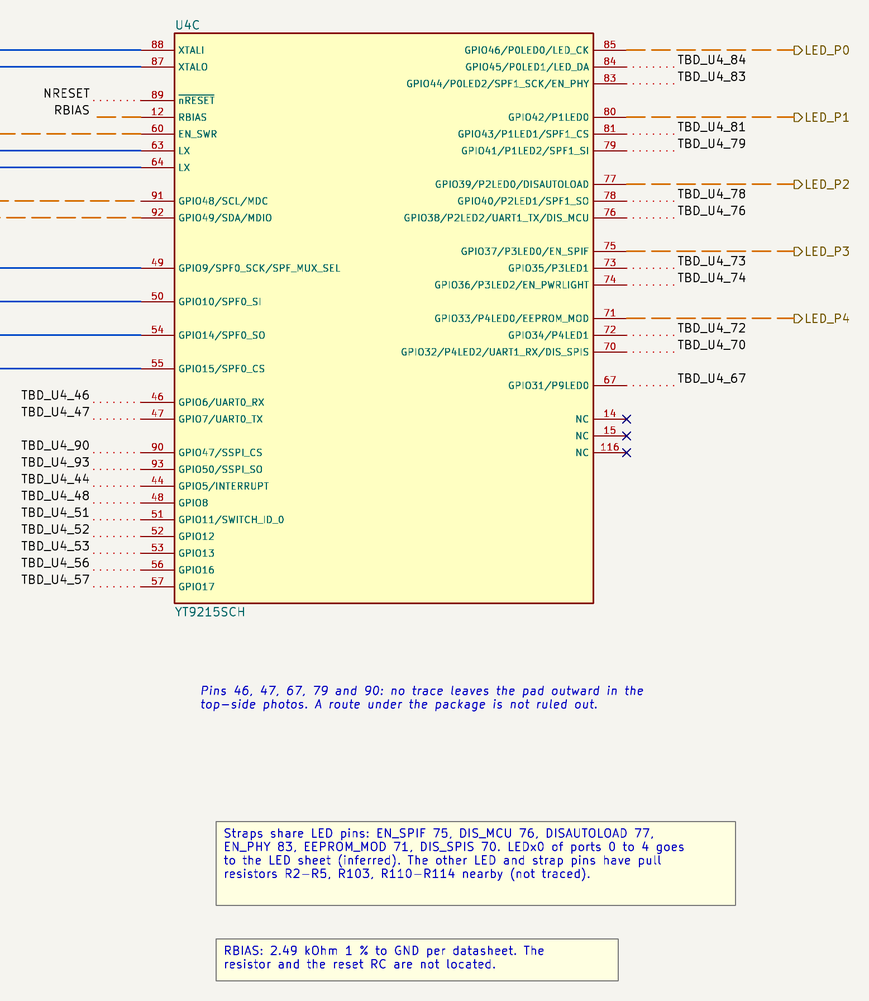 U4C
88 XTALI
87 XTALO
NRESET 89 nRESET
RBIAS 12 RBIAS
60 EN_SWR
63 LX
64 LX
91 GPIO48/SCL/MDC
92 GPIO49/SDA/MDIO
49 GPIO9/SPF0_SCK/SPF_MUX_SEL
50 GPIO10/SPF0_SI
54 GPIO14/SPF0_SO
55 GPIO15/SPF0_CS
TBD_U4_46 46 GPIO6/UART0_RX
TBD_U4_47 47 GPIO7/UART0_TX
TBD_U4_90 90 GPIO47/SSPI_CS
TBD_U4_93 93 GPIO50/SSPI_SO
TBD_U4_44 44 GPIO5/INTERRUPT
TBD_U4_48 48 GPIO8
TBD_U4_51 51 GPIO11/SWITCH_ID_0
TBD_U4_52 52 GPIO12
TBD_U4_53 53 GPIO13
TBD_U4_56 56 GPIO16
TBD_U4_57 57 GPIO17
GPIO46/P0LED0/LED_CK 85 LED_P0
GPIO45/P0LED1/LED_DA 84 TBD_U4_84
GPIO44/P0LED2/SPF1_SCK/EN_PHY 83 TBD_U4_83
GPIO42/P1LED0 80 LED_P1
GPIO43/P1LED1/SPF1_CS 81 TBD_U4_81
GPIO41/P1LED2/SPF1_SI 79 TBD_U4_79
GPIO39/P2LED0/DISAUTOLOAD 77 LED_P2
GPIO40/P2LED1/SPF1_SO 78 TBD_U4_78
GPIO38/P2LED2/UART1_TX/DIS_MCU 76 TBD_U4_76
GPIO37/P3LED0/EN_SPIF 75 LED_P3
GPIO35/P3LED1 73 TBD_U4_73
GPIO36/P3LED2/EN_PWRLIGHT 74 TBD_U4_74
GPIO33/P4LED0/EEPROM_MOD 71 LED_P4
GPIO34/P4LED1 72 TBD_U4_72
GPIO32/P4LED2/UART1_RX/DIS_SPIS 70 TBD_U4_70
GPIO31/P9LED0 67 TBD_U4_67
NC 14
NC 15
NC 116
YT9215SCH
Pins 46, 47, 67, 79 and 90: no trace leaves the pad outward in the
top-side photos. A route under the package is not ruled out.
Straps share LED pins: EN_SPIF 75, DIS_MCU 76, DISAUTOLOAD 77,
EN_PHY 83, EEPROM_MOD 71, DIS_SPIS 70. LEDx0 of ports 0 to 4 goes
to the LED sheet (inferred). The other LED and strap pins have pull
resistors R2-R5, R103, R110-R114 nearby (not traced).
RBIAS: 2.49 kOhm 1 % to GND per datasheet. The
resistor and the reset RC are not located.